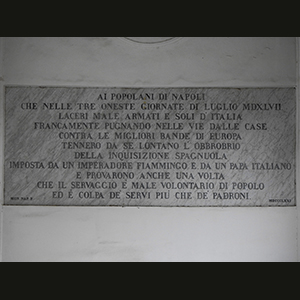 AI POPOLANI DI NAPOLI
CHE NELLE TRE ONESTE GIORNATE DI LUGLIO MDXLVII
LACERI MALE ARMATI E SOLI D'ITALIA
FRANCAMENTE PUGNANDO NELLE VIE DALLE CASE
CONTRA LE MIGLIORI BANDE DI EUROPA
TENNERO DA SE LONTANO L'OBBROBRIO
DELLA INQUISIZIONE SPAGNUOLA
IMPOSTA DA UN IMPERADORE FIAMMINGO E DA UN PAPA ITALIANO
E PROVARONO ANCHE UNA VOLTA
CHE IL SERVAGGIO È MALE VOLONTARIO DI POPOLO
ED È COLPA DE' SERVI PIÙ CHE DE' PADRONI